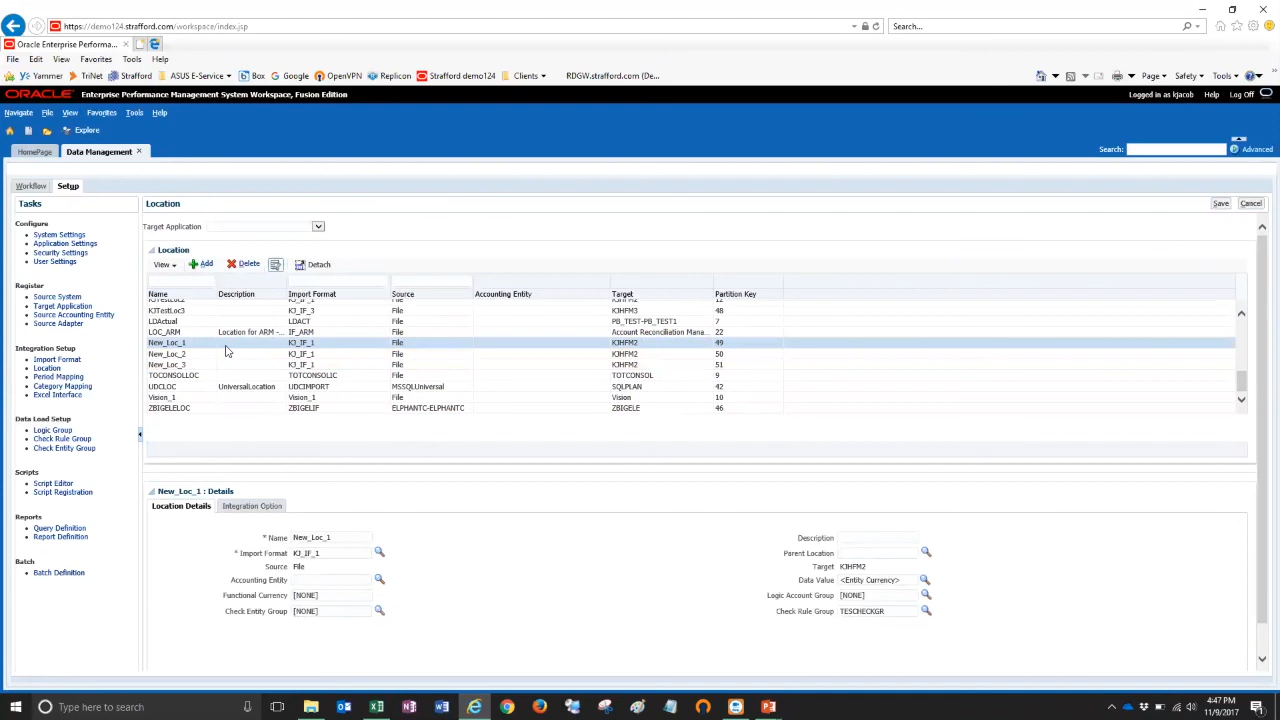 https://demo124.strafford.com/workspace/index.jsp
Search...
Oracle Enterprise Performa...
File Edit View Favorites Tools Help
Yammer TriNet Strafford ASUS E-Service Box Google OpenVPN Replicon Strafford demo124 Clients RDGW.strafford.com (De... Page Safety Tools
ORACLE Enterprise Performance Management System Workspace, Fusion Edition Logged in as kjacob Help Log Off
Navigate File View Favorites Tools Help
Explore
HomePage Data Management Search: Advanced
Workflow Setup
Tasks Location Save Cancel
Configure
System Settings
Application Settings
Security Settings
User Settings
Register
Source System
Target Application
Source Accounting Entity
Source Adapter
Integration Setup
Import Format
Location
Period Mapping
Category Mapping
Excel Interface
Data Load Setup
Logic Group
Check Rule Group
Check Entity Group
Scripts
Script Editor
Script Registration
Reports
Query Definition
Report Definition
Batch
Batch Definition
Target Application
Location
View Add Delete Detach
Name Description Import Format Source Accounting Entity Target Partition Key
KJTestLoc2 KJ_IF_1 File KJHFM2 12
KJTestLoc3 KJ_IF_3 File KJHFM3 48
LDActual LDACT File PB_TEST-PB_TEST1 7
LOC_ARM Location for ARM -... IF_ARM File Account Reconciliation Mana... 22
New_Loc_1 KJ_IF_1 File KJHFM2 49
New_Loc_2 KJ_IF_1 File KJHFM2 50
New_Loc_3 KJ_IF_1 File KJHFM2 51
TOCONSOLLOC TOTCONSOLIC File TOTCONSOL 9
UDCLOC UniversalLocation UDCIMPORT MSSQLUniversal SQLPLAN 42
Vision_1 Vision_1 File Vision 10
ZBIGELELOC ZBIGELEIF ELPHANTC-ELPHANTC ZBIGELE 46
New_Loc_1 : Details
Location Details Integration Option
* Name New_Loc_1 Description
* Import Format KJ_IF_1 Parent Location
Source File Target KJHFM2
Accounting Entity Data Value <Entity Currency>
Functional Currency [NONE] Logic Account Group [NONE]
Check Entity Group [NONE] Check Rule Group TESCHECKGR
Type here to search
4:47 PM
11/9/2017